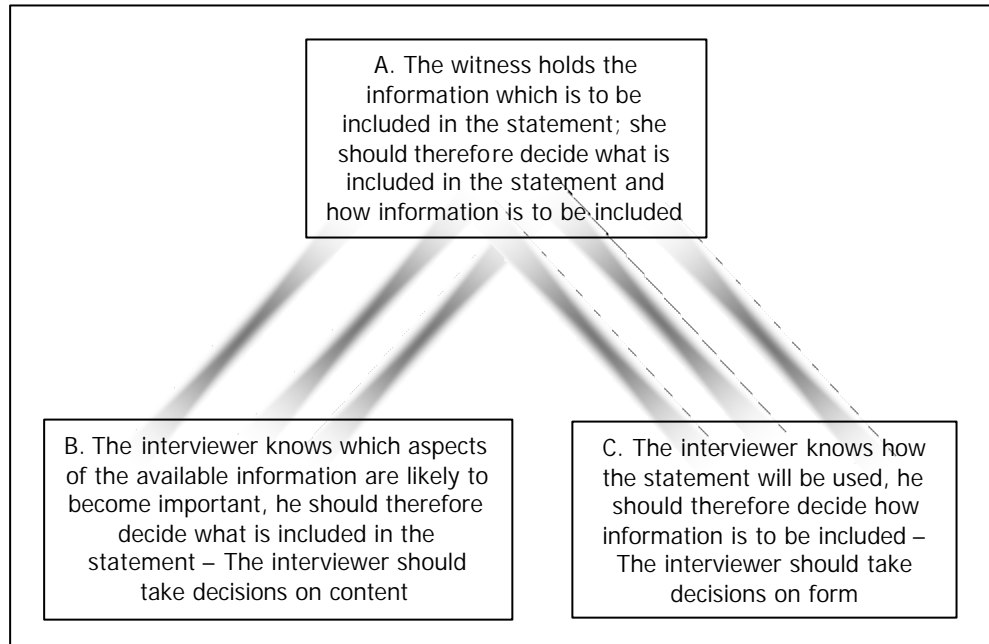 A. The witness holds the
information which is to be
included in the statement; she
should therefore decide what is
included in the statement and
how information is to be included
B. The interviewer knows which aspects
of the available information are likely to
become important, he should therefore
decide what is included in the
statement – The interviewer should
take decisions on content
C. The interviewer knows how
the statement will be used, he
should therefore decide how
information is to be included –
The interviewer should take
decisions on form